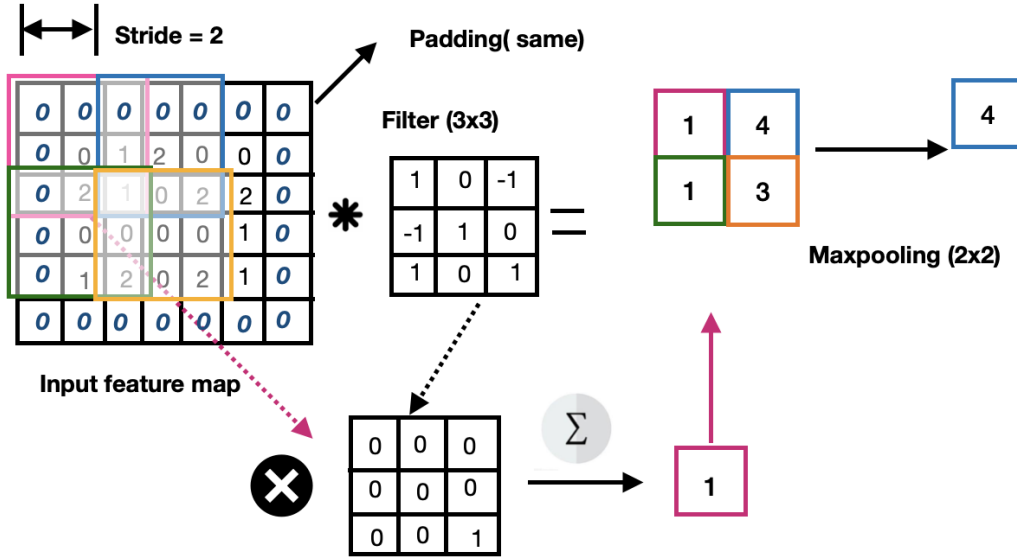 Stride = 2
Padding( same)
0 0 0 0 0 0 0
0 0 1 2 0 0 0
0 2 1 0 2 2 0
0 0 0 0 0 1 0
0 1 2 0 2 1 0
0 0 0 0 0 0 0
Input feature map
Filter (3x3)
1 0 -1
-1 1 0
1 0 1
=
1 4
1 3
4
Maxpooling (2x2)
0 0 0
0 0 0
0 0 1
Σ
1